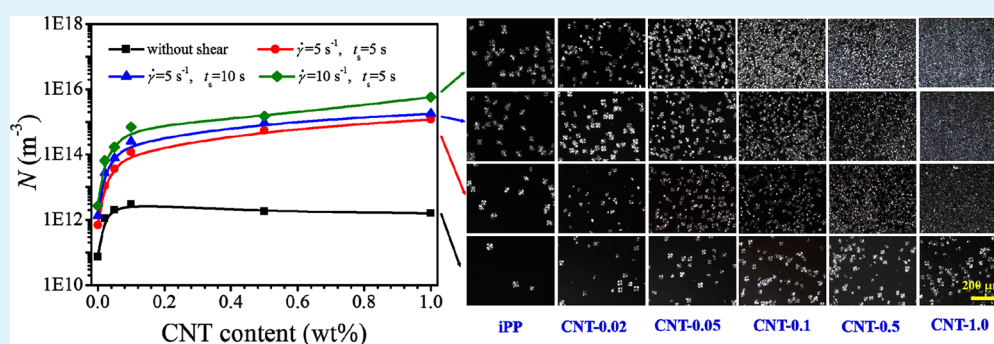 1E18
1E16
1E14
1E12
1E10
N (m⁻³)
without shear
γ̇=5 s⁻¹, tₛ=5 s
γ̇=5 s⁻¹, tₛ=10 s
γ̇=10 s⁻¹, tₛ=5 s
0.0 0.2 0.4 0.6 0.8 1.0
CNT content (wt%)
200 μm
iPP CNT-0.02 CNT-0.05 CNT-0.1 CNT-0.5 CNT-1.0